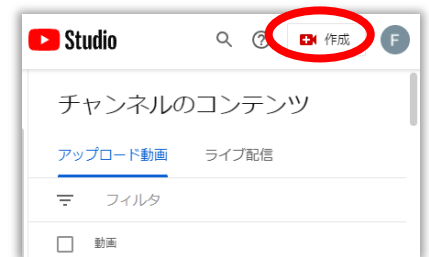 Studio 作成 F
チャンネルのコンテンツ
アップロード動画 ライブ配信
フィルタ
動画